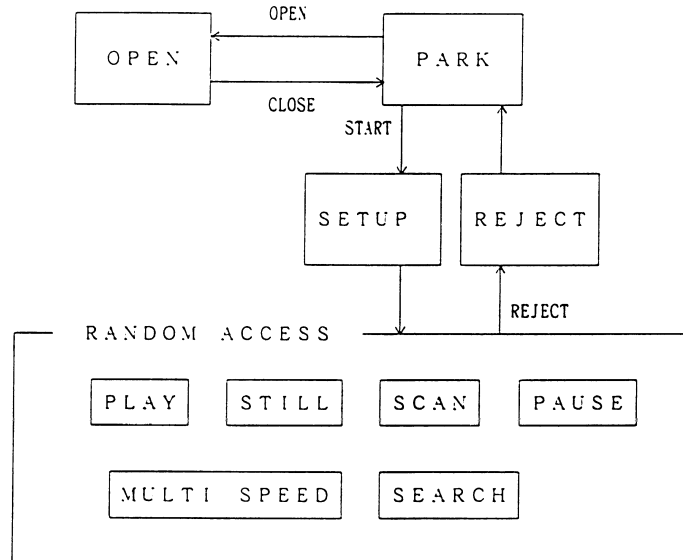 OPEN
OPEN PARK
CLOSE
START
SETUP REJECT
REJECT
RANDOM ACCESS
PLAY STILL SCAN PAUSE
MULTI SPEED SEARCH